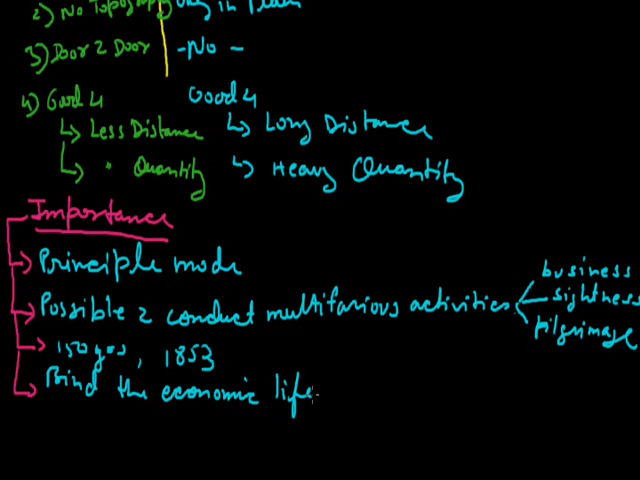 2) No Topography only in Plain
3) Door 2 Door -No-
4) Good 4 Good 4
↳ Less Distance ↳ Long Distance
↳ " Quantity ↳ Heavy Quantity
Importance
→ Principle mode
→ Possible 2 conduct multifarious activities business
sightness
pilgrimage
→ 150 yrs, 1853
→ Bind the economic life